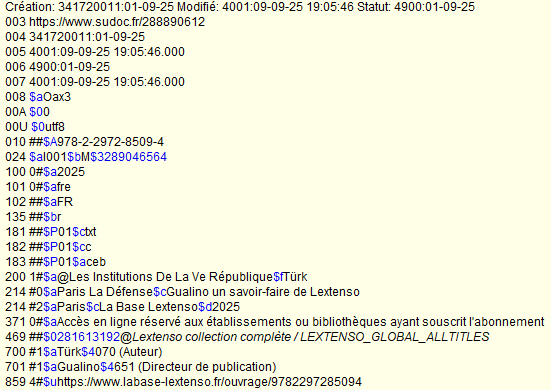 Création: 341720011:01-09-25 Modifié: 4001:09-09-25 19:05:46 Statut: 4900:01-09-25
003 https://www.sudoc.fr/288890612
004 341720011:01-09-25
005 4001:09-09-25 19:05:46.000
006 4900:01-09-25
007 4001:09-09-25 19:05:46.000
008 $aOax3
00A $00
00U $0utf8
010 ##$A978-2-2972-8509-4
024 $aI001$bM$3289046564
100 0#$a2025
101 0#$afre
102 ##$aFR
135 ##$br
181 ##$P01$ctxt
182 ##$P01$cc
183 ##$P01$aceb
200 1#$a@Les Institutions De La Ve République$fTürk
214 #0$aParis La Défense$cGualino un savoir-faire de Lextenso
214 #2$aParis$cLa Base Lextenso$d2025
371 0#$aAccès en ligne réservé aux établissements ou bibliothèques ayant souscrit l'abonnement
469 ##$0281613192@Lextenso collection complète / LEXTENSO_GLOBAL_ALLTITLES
700 #1$aTürk$4070 (Auteur)
701 #1$aGualino$4651 (Directeur de publication)
859 4#$uhttps://www.labase-lextenso.fr/ouvrage/9782297285094